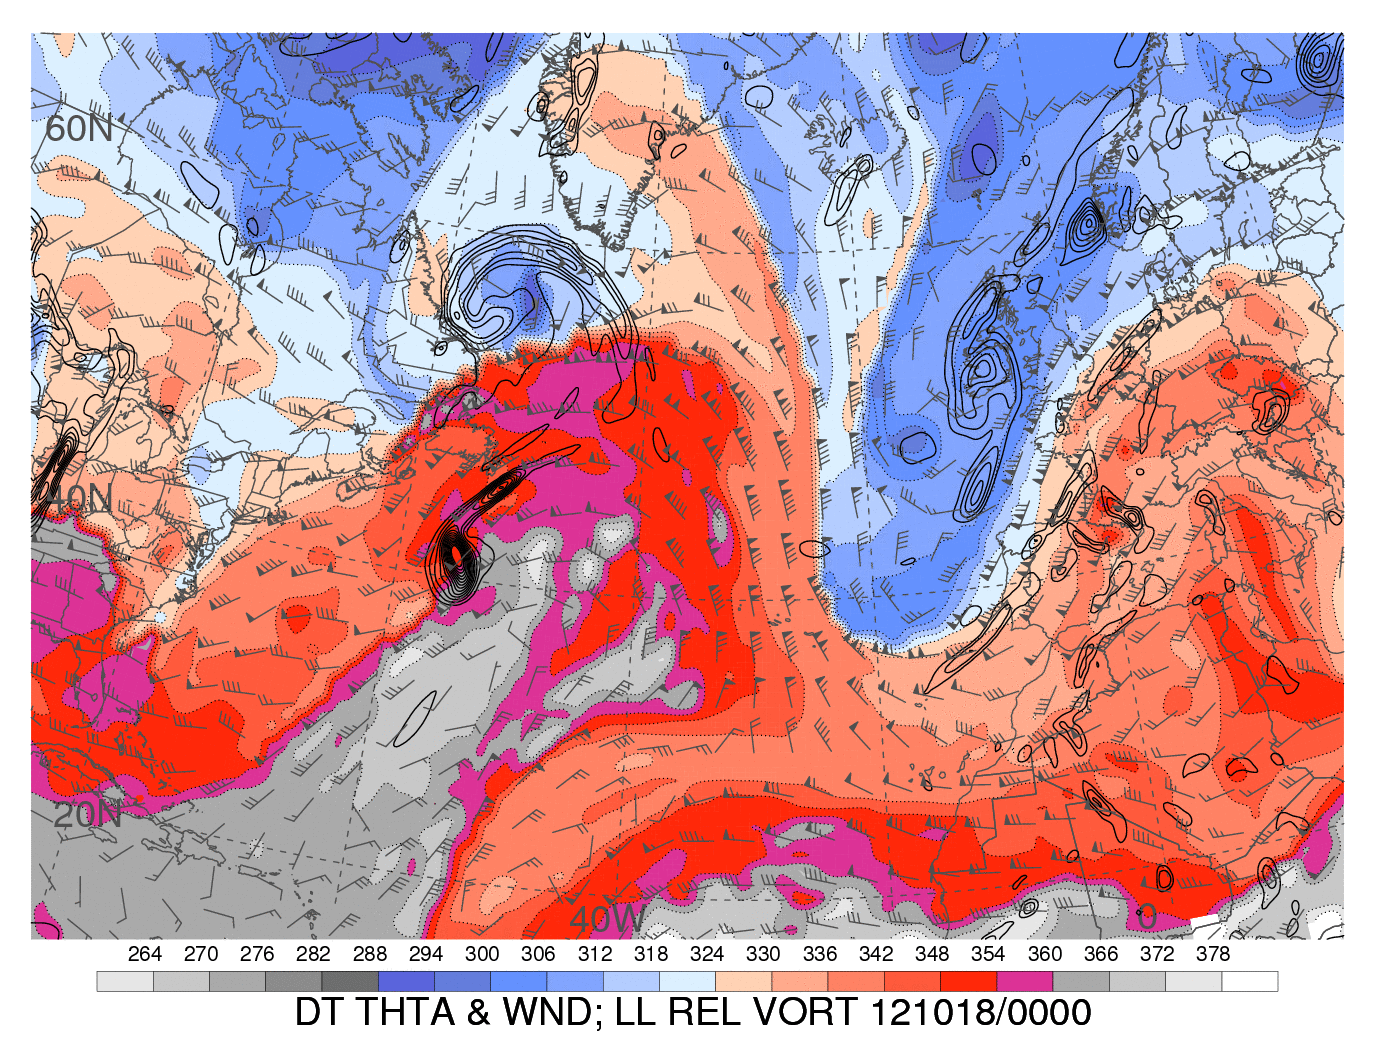 60N
40N
20N
40W
0
264 270 276 282 288 294 300 306 312 318 324 330 336 342 348 354 360 366 372 378
DT THTA & WND; LL REL VORT 121018/0000